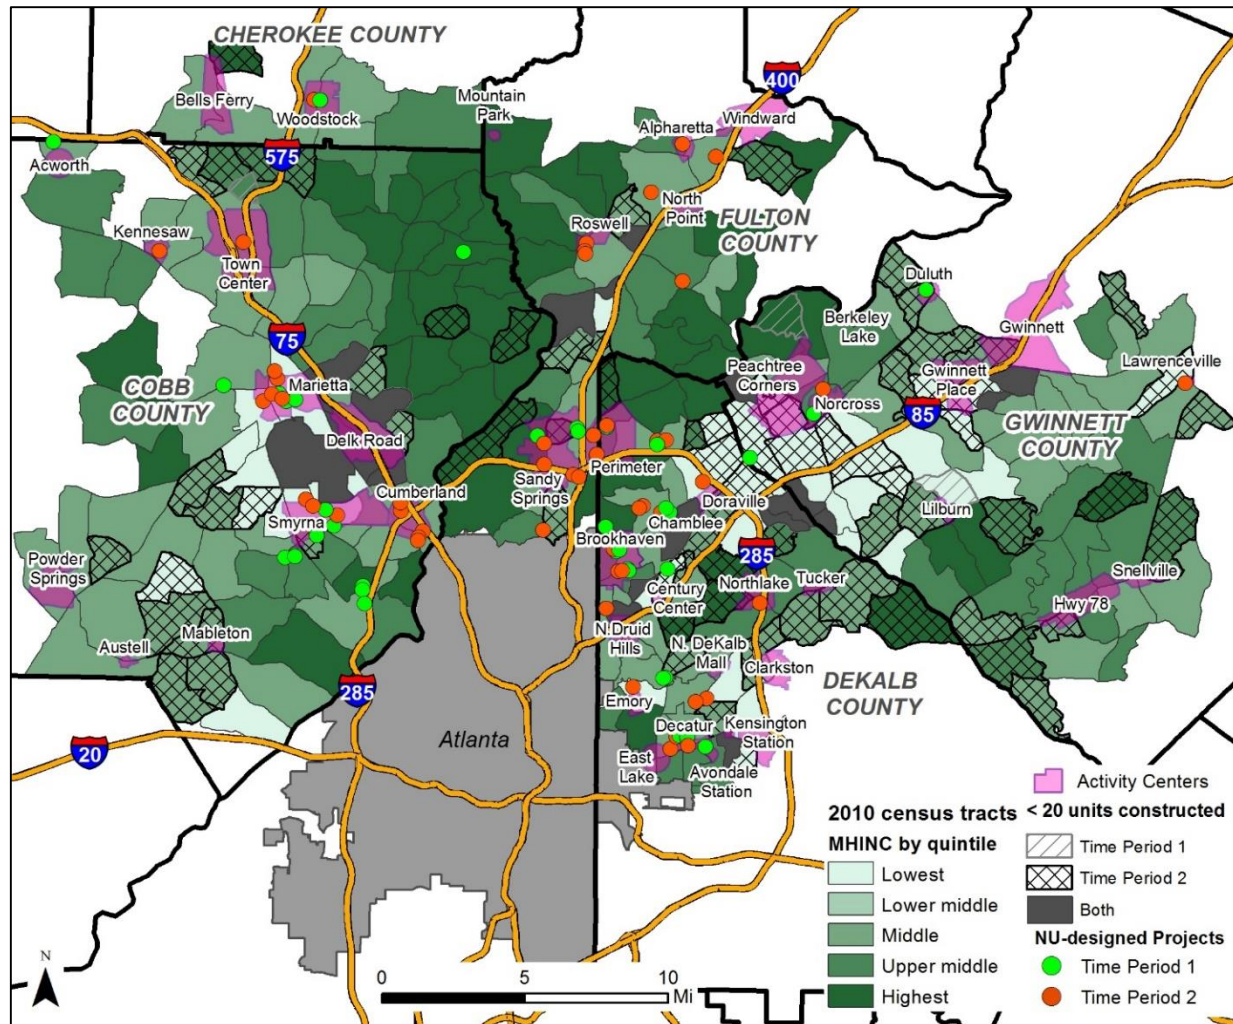 CHEROKEE COUNTY
400
Bells Ferry
Woodstock
Mountain
Park
Windward
Alpharetta
575
Acworth
North
Point
FULTON
COUNTY
Roswell
Kennesaw
Town
Center
Duluth
Berkeley
Lake
Gwinnett
75
Lawrenceville
Peachtree
Corners
Gwinnett
Place
COBB
COUNTY
Marietta
Norcross
85
GWINNETT
COUNTY
Delk Road
Perimeter
Sandy
Springs
Cumberland
Doraville
Lilburn
Smyrna
Chamblee
Brookhaven
285
Powder
Springs
Century
Center
Northlake
Tucker
Snellville
Hwy 78
N.Druid
Hills
N. DeKalb
Mall
Clarkston
Mableton
Austell
285
DEKALB
COUNTY
Emory
Decatur
Kensington
Station
20
Atlanta
East
Lake
Avondale
Station
Activity Centers
2010 census tracts
< 20 units constructed
MHINC by quintile
Time Period 1
Lowest
Time Period 2
Lower middle
Both
Middle
NU-designed Projects
Upper middle
Time Period 1
Highest
Time Period 2
N
0 5 10
Mi